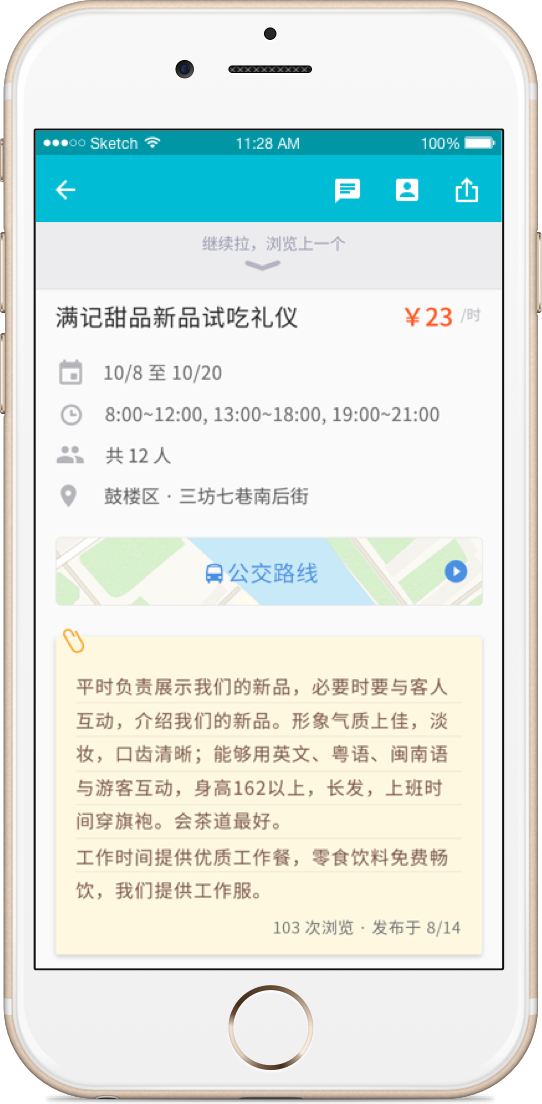 Sketch 11:28 AM 100%
继续拉，浏览上一个
满记甜品新品试吃礼仪 ￥23 /时
10/8 至 10/20
8:00~12:00, 13:00~18:00, 19:00~21:00
共 12 人
鼓楼区 · 三坊七巷南后街
公交路线
平时负责展示我们的新品，必要时要与客人
互动，介绍我们的新品。形象气质上佳，淡
妆，口齿清晰；能够用英文、粤语、闽南语
与游客互动，身高162以上，长发，上班时
间穿旗袍。会茶道最好。
工作时间提供优质工作餐，零食饮料免费畅
饮，我们提供工作服。
103 次浏览 · 发布于 8/14